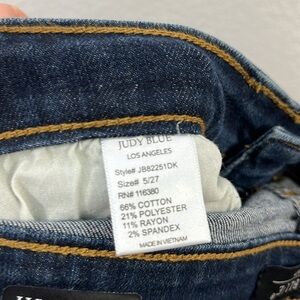 JUDY BLUE
LOS ANGELES
Style# JB82251DK
Size# 5/27
RN# 116380
66% COTTON
21% POLYESTER
11% RAYON
2% SPANDEX
MADE IN VIETNAM